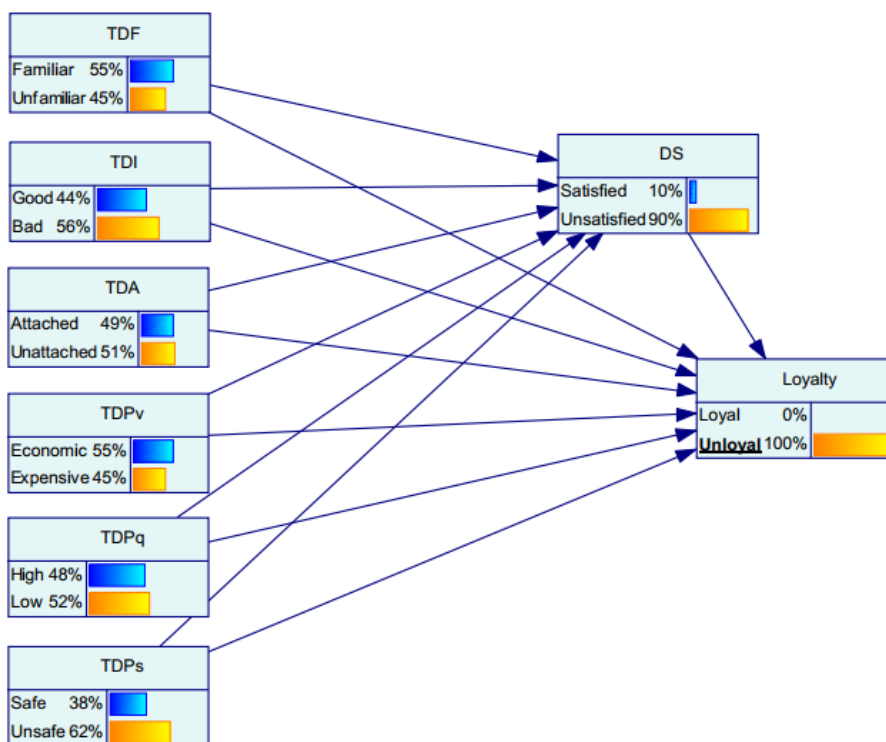 TDF
Familiar 55%
Unfamiliar 45%
TDI
Good 44%
Bad 56%
TDA
Attached 49%
Unattached 51%
TDPv
Economic 55%
Expensive 45%
TDPq
High 48%
Low 52%
TDPs
Safe 38%
Unsafe 62%
DS
Satisfied 10%
Unsatisfied 90%
Loyalty
Loyal 0%
Unloyal 100%